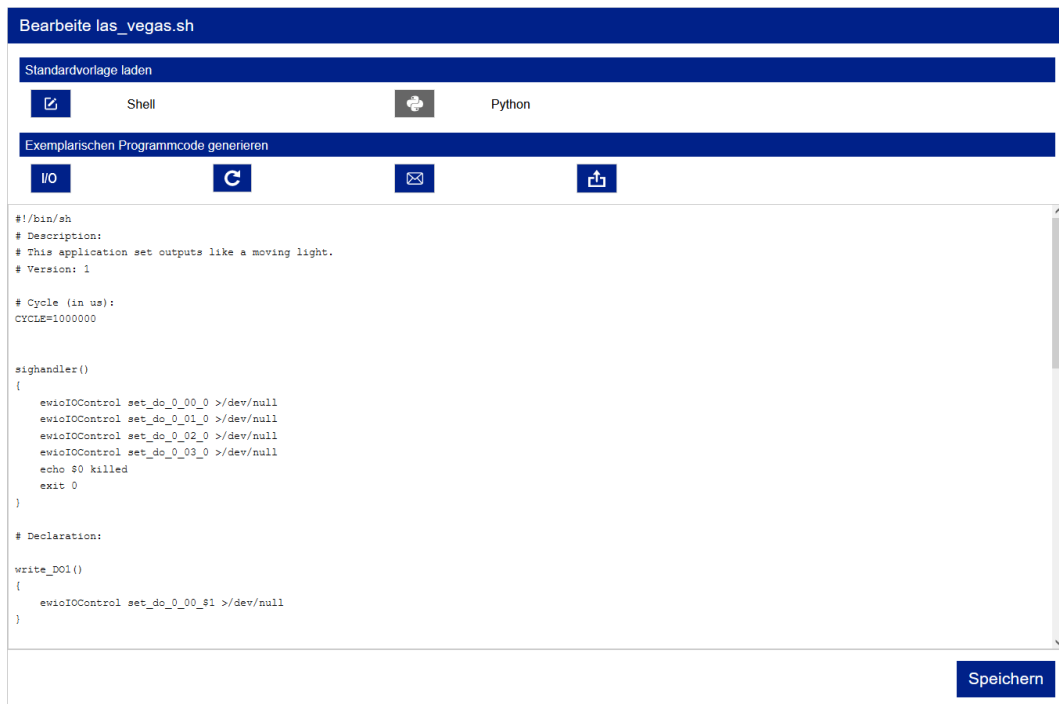 Bearbeite las_vegas.sh
Standardvorlage laden
Shell
Python
Exemplarischen Programmcode generieren
I/O
#!/bin/sh
# Description:
# This application set outputs like a moving light.
# Version: 1
# Cycle (in us):
CYCLE=1000000
sighandler()
{
    ewioIOControl set_do_0_00_0 >/dev/null
    ewioIOControl set_do_0_01_0 >/dev/null
    ewioIOControl set_do_0_02_0 >/dev/null
    ewioIOControl set_do_0_03_0 >/dev/null
    echo $0 killed
    exit 0
}
# Declaration:
write_DO1()
{
    ewioIOControl set_do_0_00_$1 >/dev/null
}
Speichern